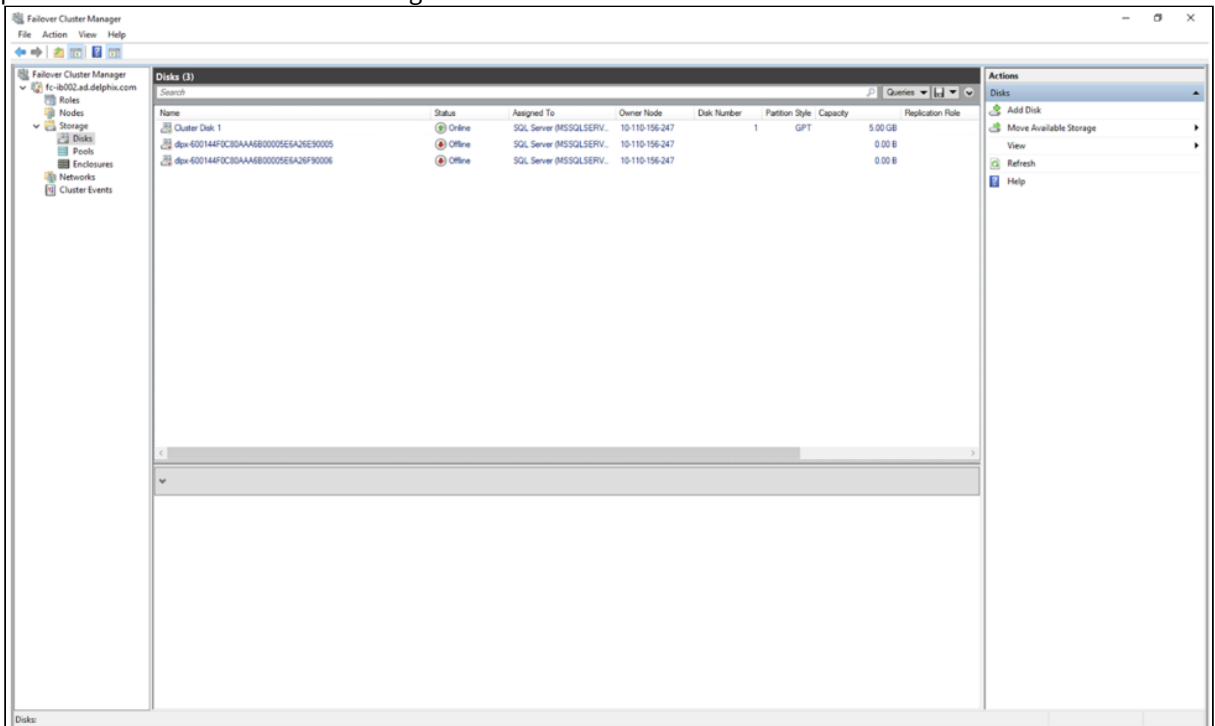 Failover Cluster Manager
File Action View Help
Failover Cluster Manager
fc-ib002.ad.delphix.com
Roles
Nodes
Storage
Disks
Pools
Enclosures
Networks
Cluster Events
Disks (3)
Search Queries
Name Status Assigned To Owner Node Disk Number Partition Style Capacity Replication Role
Cluster Disk 1 Online SQL Server (MSSQLSERV... 10-110-156-247 1 GPT 5.00 GB
dlpx-600144F0C80AAA6B00005E6A26E90005 Offline SQL Server (MSSQLSERV... 10-110-156-247 0.00 B
dlpx-600144F0C80AAA6B00005E6A26F90006 Offline SQL Server (MSSQLSERV... 10-110-156-247 0.00 B
Actions
Disks
Add Disk
Move Available Storage
View
Refresh
Help
Disks: